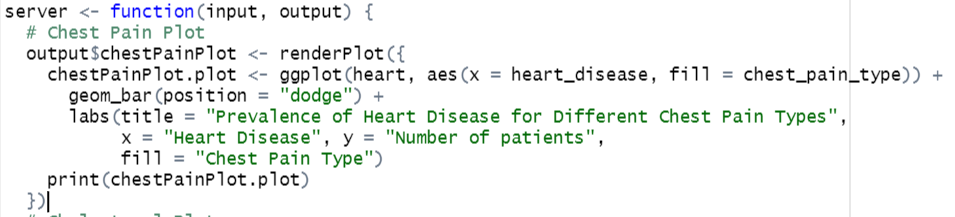 server <- function(input, output) {
  # Chest Pain Plot
  output$chestPainPlot <- renderPlot({
    chestPainPlot.plot <- ggplot(heart, aes(x = heart_disease, fill = chest_pain_type)) +
      geom_bar(position = "dodge") +
      labs(title = "Prevalence of Heart Disease for Different Chest Pain Types",
           x = "Heart Disease", y = "Number of patients",
           fill = "Chest Pain Type")
    print(chestPainPlot.plot)
  })